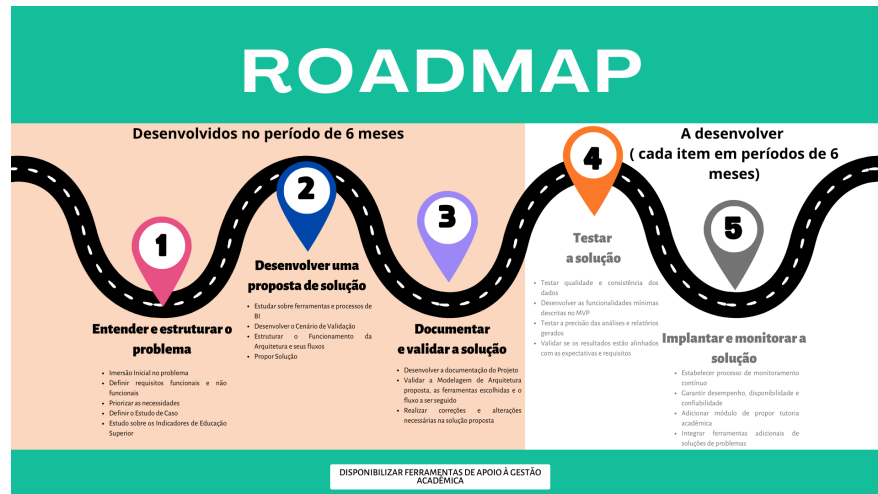 ROADMAP
Desenvolvidos no período de 6 meses
A desenvolver
( cada item em períodos de 6
meses)
1
Entender e estruturar o
problema
• Imersão Inicial no problema
• Definir requisitos funcionais e não
funcionais
• Priorizar as necessidades
• Definir o Estudo de Caso
• Estudo sobre os Indicadores de Educação
Superior
2
Desenvolver uma
proposta de solução
• Estudar sobre ferramentas e processos de
BI
• Desenvolver o Cenário de Validação
• Estruturar o Funcionamento da
Arquitetura e seus fluxos
• Propor Solução
3
Documentar
e validar a solução
• Desenvolver a documentação do Projeto
• Validar a Modelagem de Arquitetura
proposta, as ferramentas escolhidas e o
fluxo a ser seguido
• Realizar correções e alterações
necessárias na solução proposta
4
Testar
a solução
• Testar qualidade e consistência dos
dados
• Desenvolver as funcionalidades mínimas
descritas no MVP
• Testar a precisão das análises e relatórios
gerados
• Validar se os resultados estão alinhados
com as expectativas e requisitos
5
Implantar e monitorar a
solução
• Estabelecer processo de monitoramento
contínuo
• Garantir desempenho, disponibilidade e
confiabilidade
• Adicionar módulo de propor tutoria
acadêmica
• Integrar ferramentas adicionais de
soluções de problemas
DISPONIBILIZAR FERRAMENTAS DE APOIO À GESTÃO
ACADÊMICA